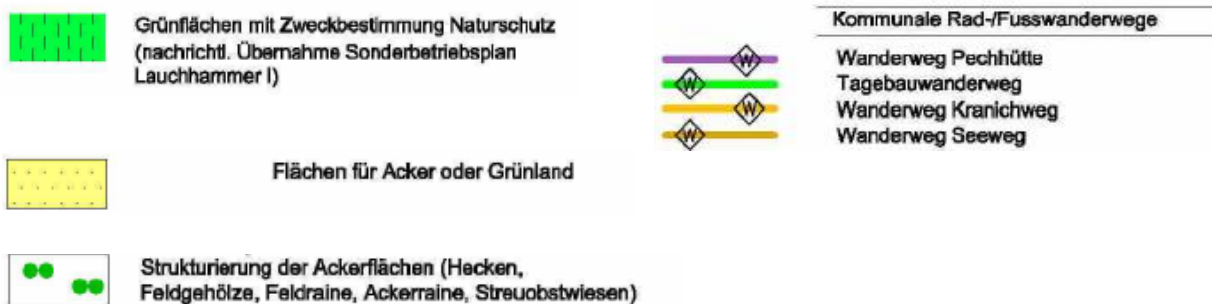 Grünflächen mit Zweckbestimmung Naturschutz
(nachrichtl. Übernahme Sonderbetriebsplan
Lauchhammer I)
Flächen für Acker oder Grünland
Strukturierung der Ackerflächen (Hecken,
Feldgehölze, Feldraine, Ackerraine, Streuobstwiesen)
Kommunale Rad-/Fusswanderwege
W Wanderweg Pechhütte
W Tagebauwanderweg
W Wanderweg Kranichweg
W Wanderweg Seeweg